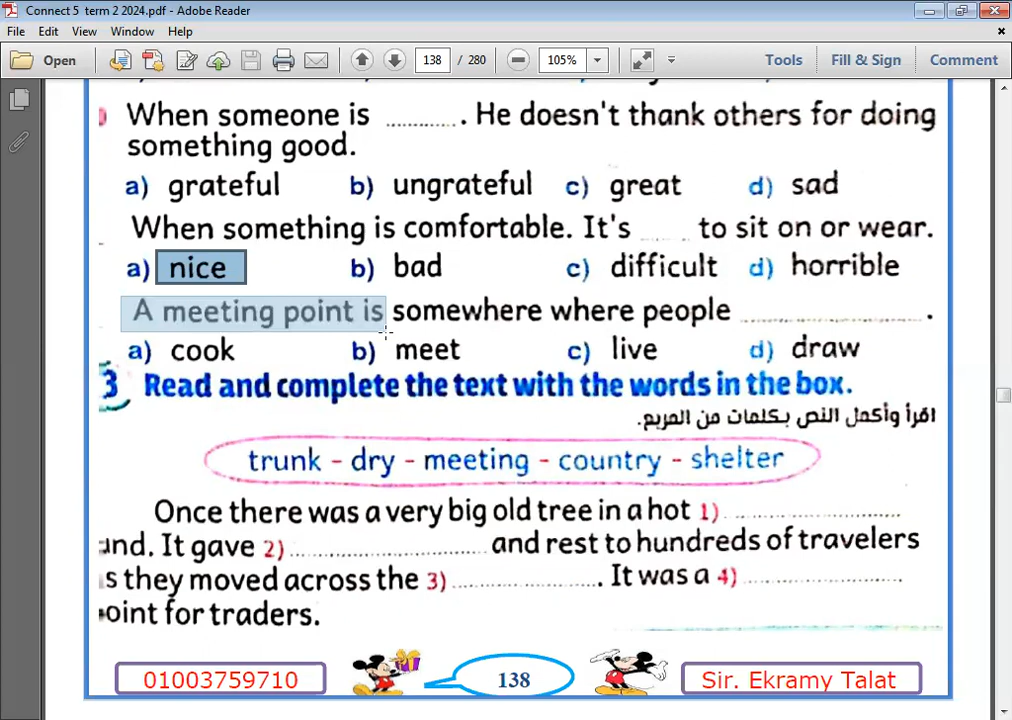 Connect 5 term 2 2024.pdf - Adobe Reader
File Edit View Window Help
Open 138 / 280 105% Tools Fill & Sign Comment
When someone is ............ . He doesn't thank others for doing
something good.
a) grateful b) ungrateful c) great d) sad
When something is comfortable. It's ...... to sit on or wear.
a) nice b) bad c) difficult d) horrible
A meeting point is somewhere where people .............................. .
a) cook b) meet c) live d) draw
3 Read and complete the text with the words in the box.
اقرأ وأكمل النص بكلمات من المربع.
trunk - dry - meeting - country - shelter
Once there was a very big old tree in a hot 1) ..............................
and. It gave 2) .............................. and rest to hundreds of travelers
s they moved across the 3) ........................ . It was a 4) ..........................
oint for traders.
01003759710 138 Sir. Ekramy Talat